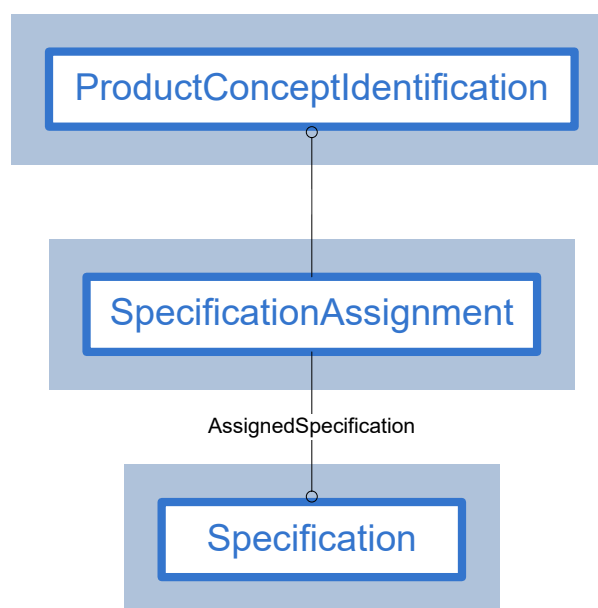 ProductConceptIdentification
SpecificationAssignment
AssignedSpecification
Specification